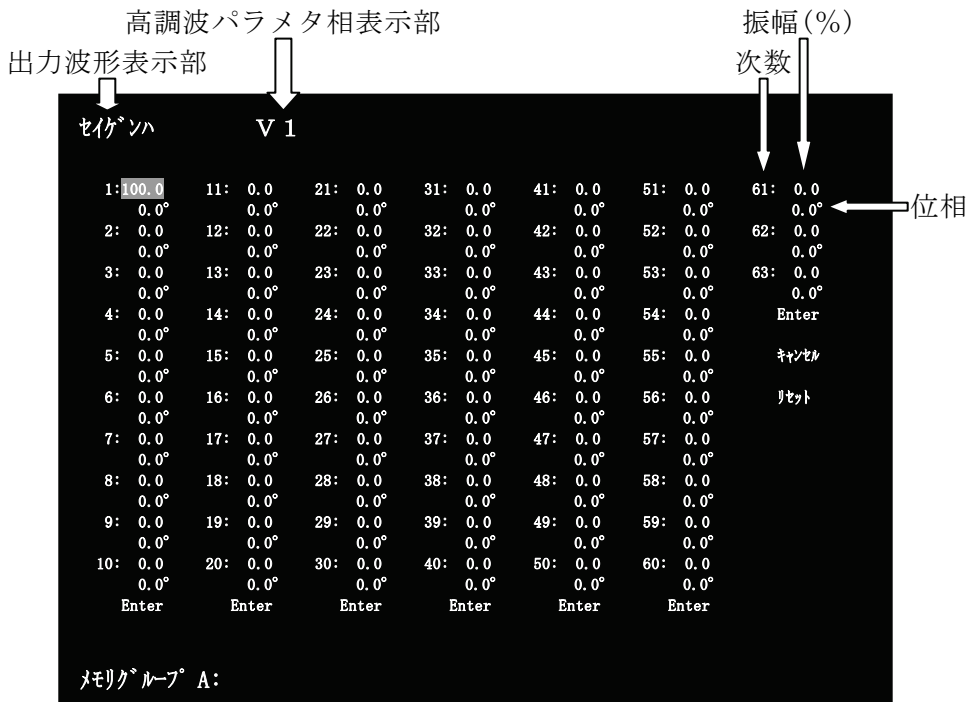 高調波パラメタ相表示部 振幅(%)
出力波形表示部 次数
ｾｲｹﾞﾝﾊ Ｖ１
1:100.0 11: 0.0 21: 0.0 31: 0.0 41: 0.0 51: 0.0 61: 0.0
0.0° 0.0° 0.0° 0.0° 0.0° 0.0° 0.0° 位相
2: 0.0 12: 0.0 22: 0.0 32: 0.0 42: 0.0 52: 0.0 62: 0.0
0.0° 0.0° 0.0° 0.0° 0.0° 0.0° 0.0°
3: 0.0 13: 0.0 23: 0.0 33: 0.0 43: 0.0 53: 0.0 63: 0.0
0.0° 0.0° 0.0° 0.0° 0.0° 0.0° 0.0°
4: 0.0 14: 0.0 24: 0.0 34: 0.0 44: 0.0 54: 0.0 Enter
0.0° 0.0° 0.0° 0.0° 0.0° 0.0°
5: 0.0 15: 0.0 25: 0.0 35: 0.0 45: 0.0 55: 0.0 ｷｬﾝｾﾙ
0.0° 0.0° 0.0° 0.0° 0.0° 0.0°
6: 0.0 16: 0.0 26: 0.0 36: 0.0 46: 0.0 56: 0.0 ﾘｾｯﾄ
0.0° 0.0° 0.0° 0.0° 0.0° 0.0°
7: 0.0 17: 0.0 27: 0.0 37: 0.0 47: 0.0 57: 0.0
0.0° 0.0° 0.0° 0.0° 0.0° 0.0°
8: 0.0 18: 0.0 28: 0.0 38: 0.0 48: 0.0 58: 0.0
0.0° 0.0° 0.0° 0.0° 0.0° 0.0°
9: 0.0 19: 0.0 29: 0.0 39: 0.0 49: 0.0 59: 0.0
0.0° 0.0° 0.0° 0.0° 0.0° 0.0°
10: 0.0 20: 0.0 30: 0.0 40: 0.0 50: 0.0 60: 0.0
0.0° 0.0° 0.0° 0.0° 0.0° 0.0°
Enter Enter Enter Enter Enter Enter
ﾒﾓﾘｸﾞﾙｰﾌﾟ A: